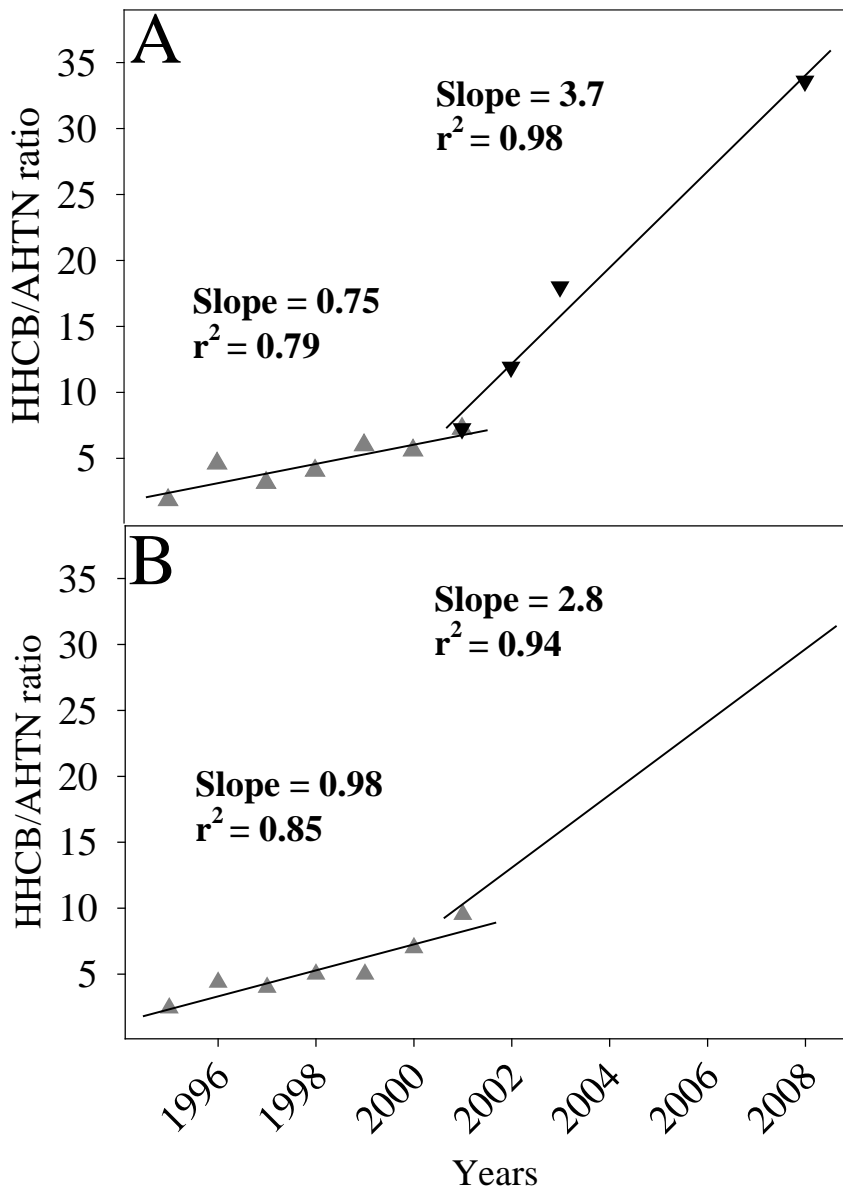 A
HHCB/AHTN ratio
35
30
25
20
15
10
5
Slope = 3.7
r² = 0.98
Slope = 0.75
r² = 0.79
B
HHCB/AHTN ratio
35
30
25
20
15
10
5
Slope = 2.8
r² = 0.94
Slope = 0.98
r² = 0.85
1996
1998
2000
2002
2004
2006
2008
Years